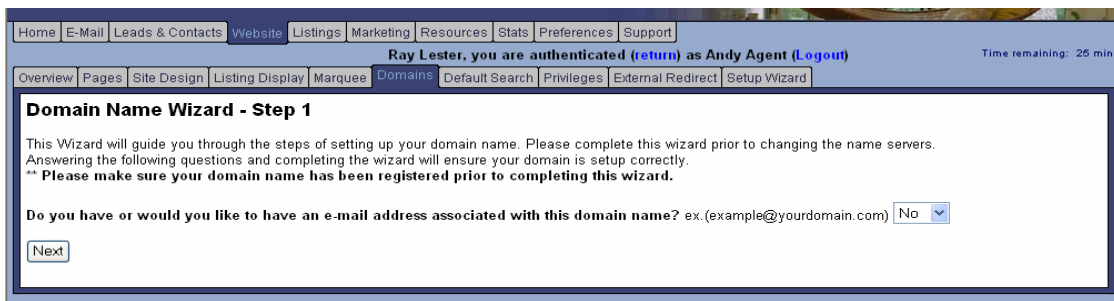 Home E-Mail Leads & Contacts Website Listings Marketing Resources Stats Preferences Support
Ray Lester, you are authenticated (return) as Andy Agent (Logout) Time remaining: 25 min
Overview Pages Site Design Listing Display Marquee Domains Default Search Privileges External Redirect Setup Wizard
Domain Name Wizard - Step 1
This Wizard will guide you through the steps of setting up your domain name. Please complete this wizard prior to changing the name servers.
Answering the following questions and completing the wizard will ensure your domain is setup correctly.
** Please make sure your domain name has been registered prior to completing this wizard.
Do you have or would you like to have an e-mail address associated with this domain name? ex.(example@yourdomain.com) No
Next